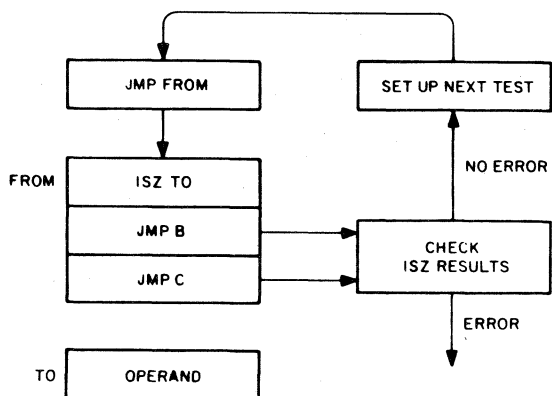 JMP FROM
SET UP NEXT TEST
FROM
ISZ TO
NO ERROR
JMP B
CHECK
ISZ RESULTS
JMP C
ERROR
TO
OPERAND